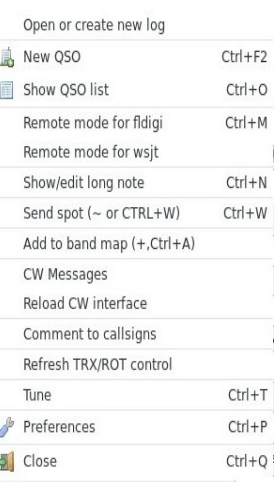 Open or create new log
New QSO Ctrl+F2
Show QSO list Ctrl+O
Remote mode for fldigi Ctrl+M
Remote mode for wsjt
Show/edit long note Ctrl+N
Send spot (~ or CTRL+W) Ctrl+W
Add to band map (+,Ctrl+A)
CW Messages
Reload CW interface
Comment to callsigns
Refresh TRX/ROT control
Tune Ctrl+T
Preferences Ctrl+P
Close Ctrl+Q